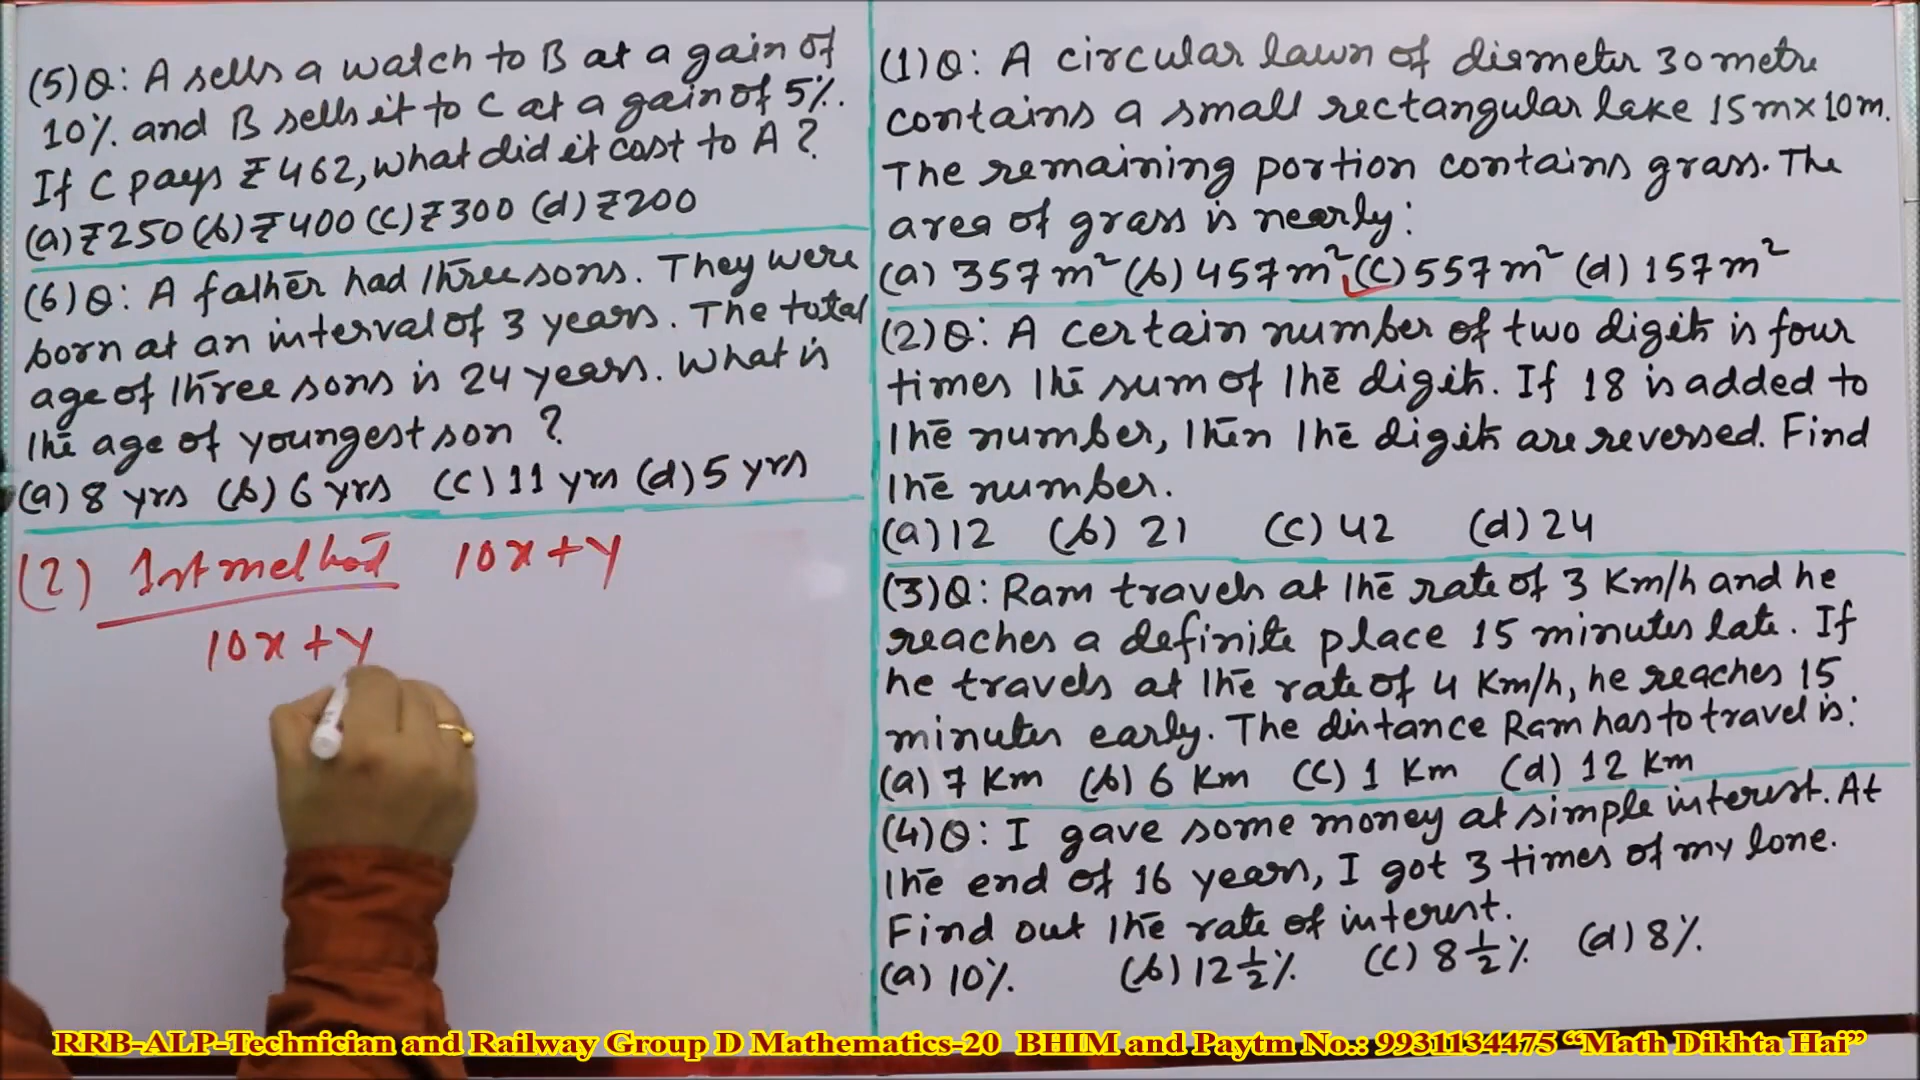 (5)Q: A sells a watch to B at a gain of
10%. and B sells it to C at a gain of 5%.
If C pays ₹462, what did it cost to A?
(a) ₹250 (b) ₹400 (c) ₹300 (d) ₹200
(6)Q: A father had three sons. They were
born at an interval of 3 years. The total
age of three sons is 24 years. What is
the age of youngest son?
(a) 8 yrs (b) 6 yrs (c) 11 yrs (d) 5 yrs
(2) 1st method 10x+y
10x+y
(1)Q: A circular lawn of diameter 30 metre
contains a small rectangular lake 15m×10m.
The remaining portion contains grass. The
area of grass is nearly:
(a) 357m² (b) 457m² (c) 557m² (d) 157m²
(2)Q: A certain number of two digits is four
times the sum of the digits. If 18 is added to
the number, then the digits are reversed. Find
the number.
(a) 12 (b) 21 (c) 42 (d) 24
(3)Q: Ram travels at the rate of 3 Km/h and he
reaches a definite place 15 minutes late. If
he travels at the rate of 4 Km/h, he reaches 15
minutes early. The distance Ram has to travel is:
(a) 7 Km (b) 6 Km (c) 1 Km (d) 12 Km
(4)Q: I gave some money at simple interest. At
the end of 16 years, I got 3 times of my lone.
Find out the rate of interest.
(a) 10%. (b) 12 1/2 % (c) 8 1/2 % (d) 8%.
RRB-ALP-Technician and Railway Group D Mathematics-20 BHIM and Paytm No.: 9931134475 “Math Dikhta Hai”